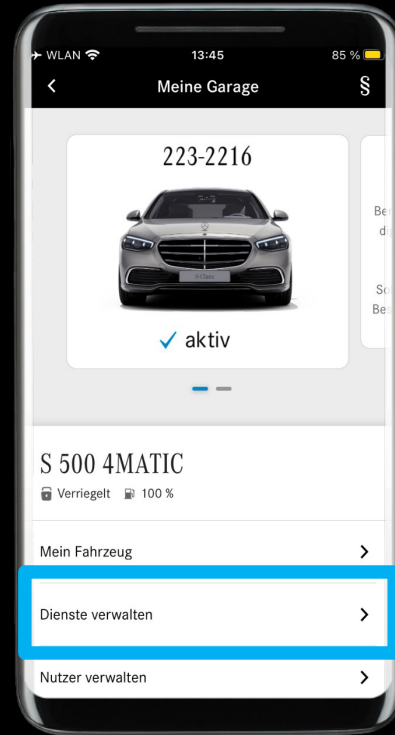 WLAN 13:45 85 %
Meine Garage §
223-2216
aktiv
S 500 4MATIC
Verriegelt 100 %
Mein Fahrzeug
Dienste verwalten
Nutzer verwalten